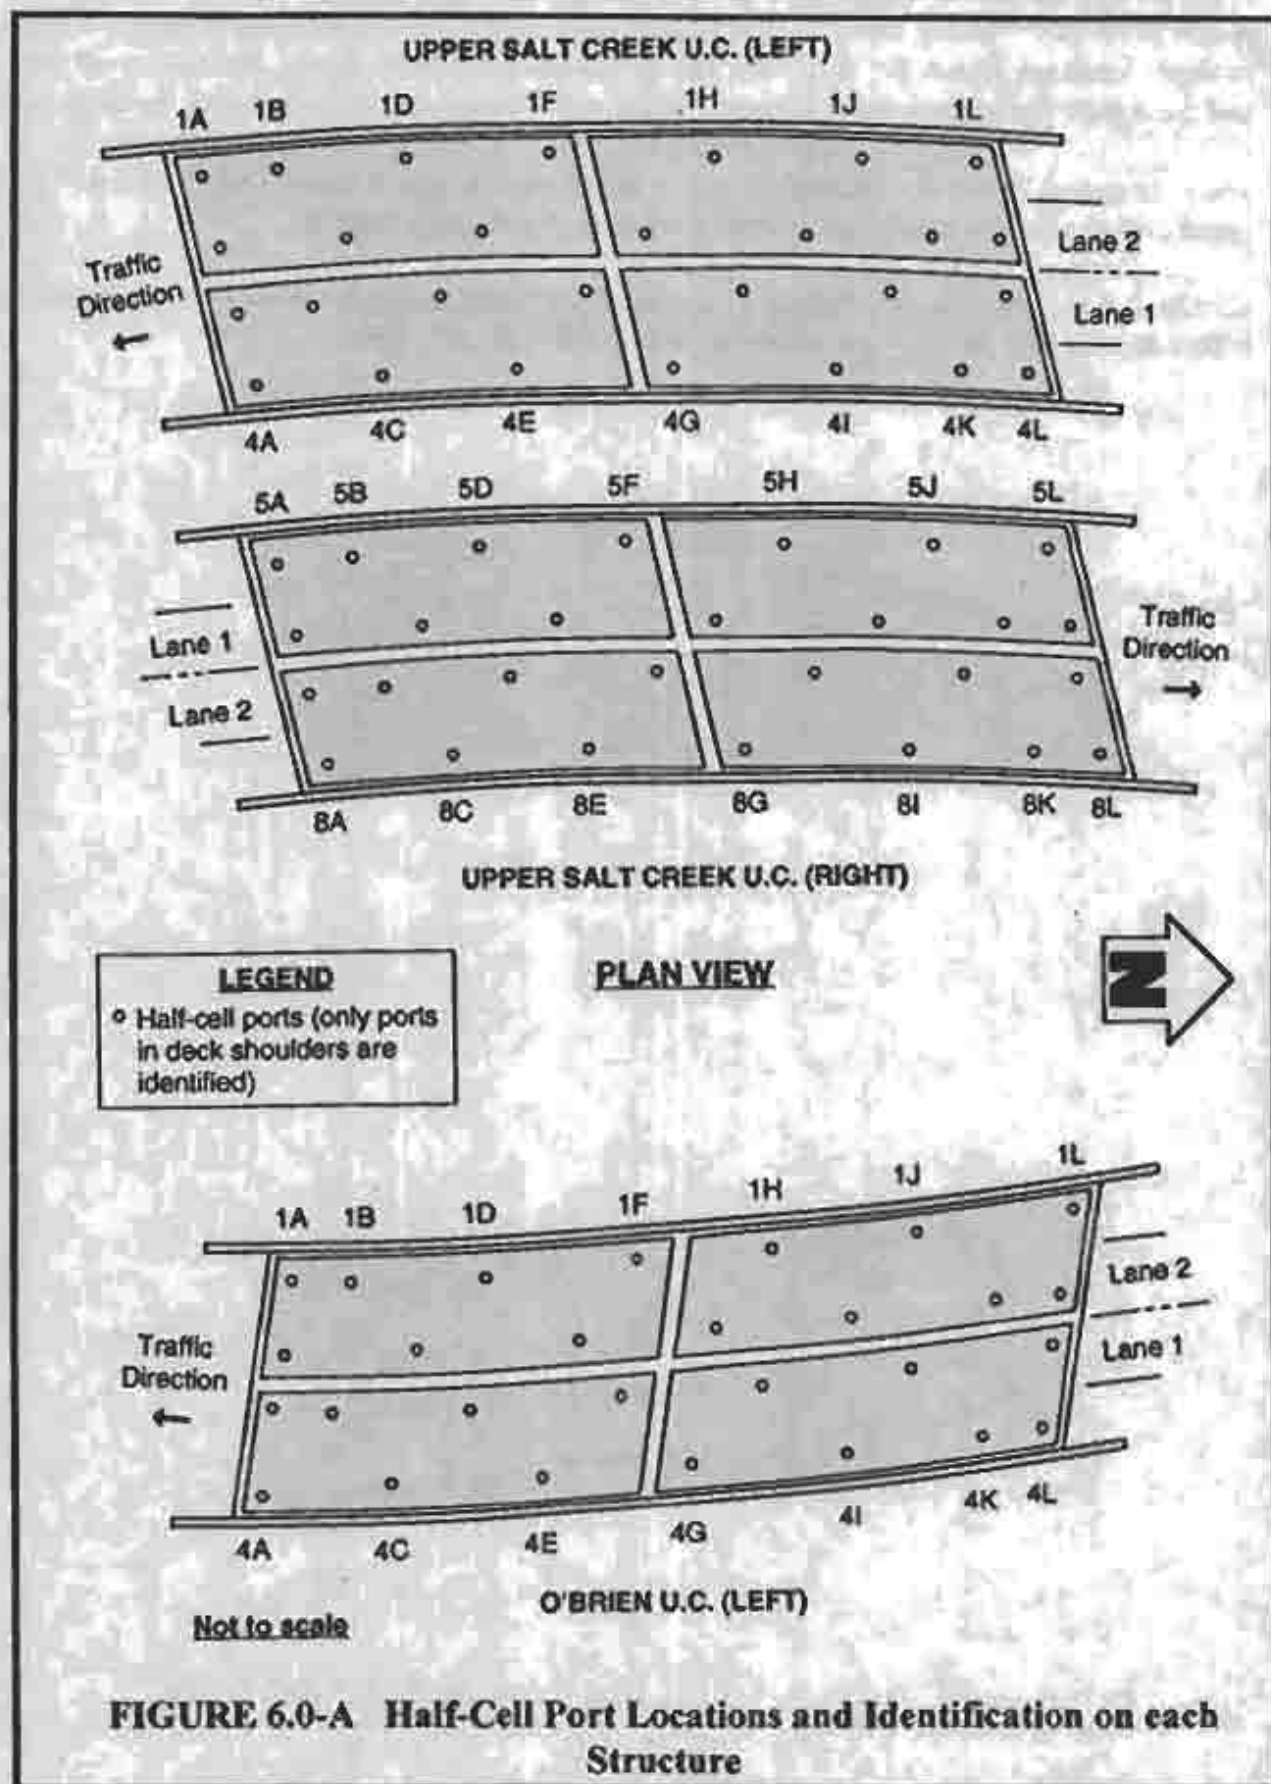 UPPER SALT CREEK U.C. (LEFT)
1A 1B 1D 1F 1H 1J 1L
Traffic
Direction
Lane 2
Lane 1
4A 4C 4E 4G 4I 4K 4L
5A 5B 5D 5F 5H 5J 5L
Lane 1
Lane 2
Traffic
Direction
8A 8C 8E 8G 8I 8K 8L
UPPER SALT CREEK U.C. (RIGHT)
LEGEND
Half-cell ports (only ports
in deck shoulders are
identified)
PLAN VIEW
N
1A 1B 1D 1F 1H 1J 1L
Traffic
Direction
Lane 2
Lane 1
4A 4C 4E 4G 4I 4K 4L
O'BRIEN U.C. (LEFT)
Not to scale
FIGURE 6.0-A Half-Cell Port Locations and Identification on each
Structure